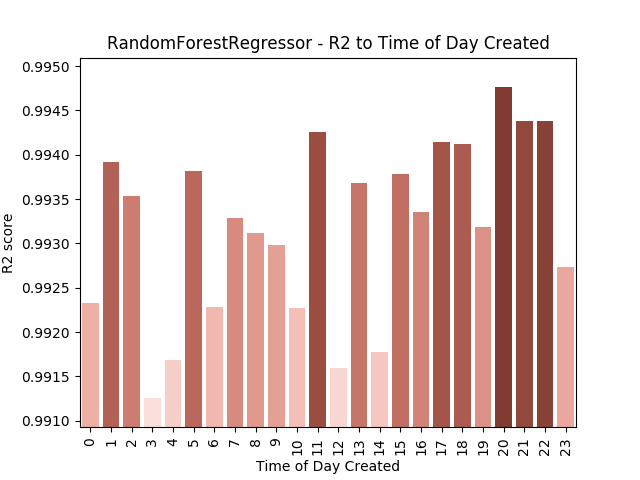 RandomForestRegressor - R2 to Time of Day Created
0.9950
0.9945
0.9940
0.9935
0.9930
0.9925
0.9920
0.9915
0.9910
R2 score
0 1 2 3 4 5 6 7 8 9 10 11 12 13 14 15 16 17 18 19 20 21 22 23
Time of Day Created